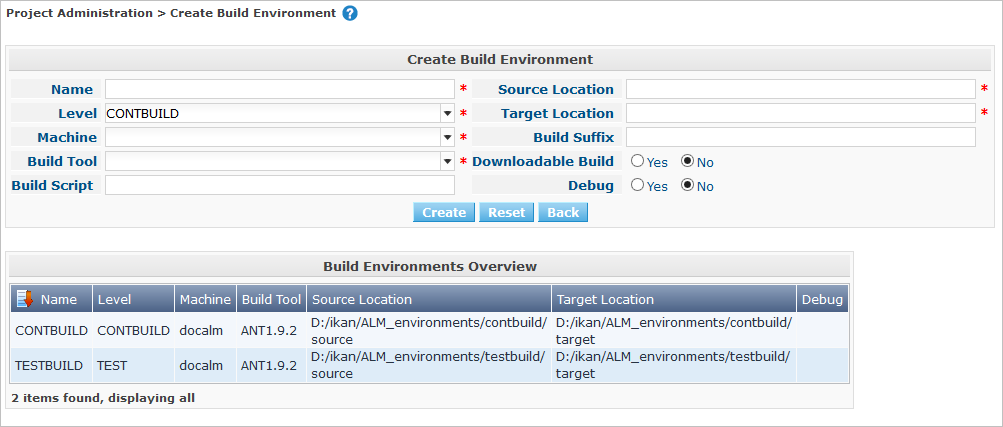 Project Administration > Create Build Environment ?
Create Build Environment
Name * Source Location *
Level CONTBUILD * Target Location *
Machine * Build Suffix
Build Tool * Downloadable Build Yes No
Build Script Debug Yes No
Create Reset Back
Build Environments Overview
Name Level Machine Build Tool Source Location Target Location Debug
CONTBUILD CONTBUILD docalm ANT1.9.2 D:/ikan/ALM_environments/contbuild/ D:/ikan/ALM_environments/contbuild/
source target
TESTBUILD TEST docalm ANT1.9.2 D:/ikan/ALM_environments/testbuild/ D:/ikan/ALM_environments/testbuild/
source target
2 items found, displaying all